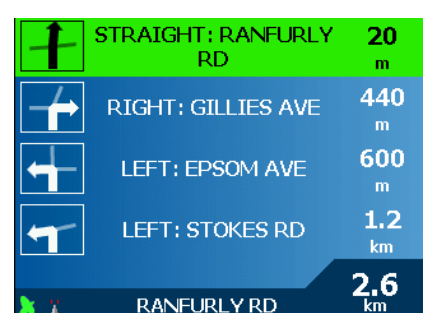 STRAIGHT: RANFURLY RD 20 m
RIGHT: GILLIES AVE 440 m
LEFT: EPSOM AVE 600 m
LEFT: STOKES RD 1.2 km
RANFURLY RD 2.6 km